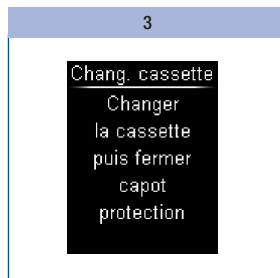 3
Chang. cassette
Changer
la cassette
puis fermer
capot
protection